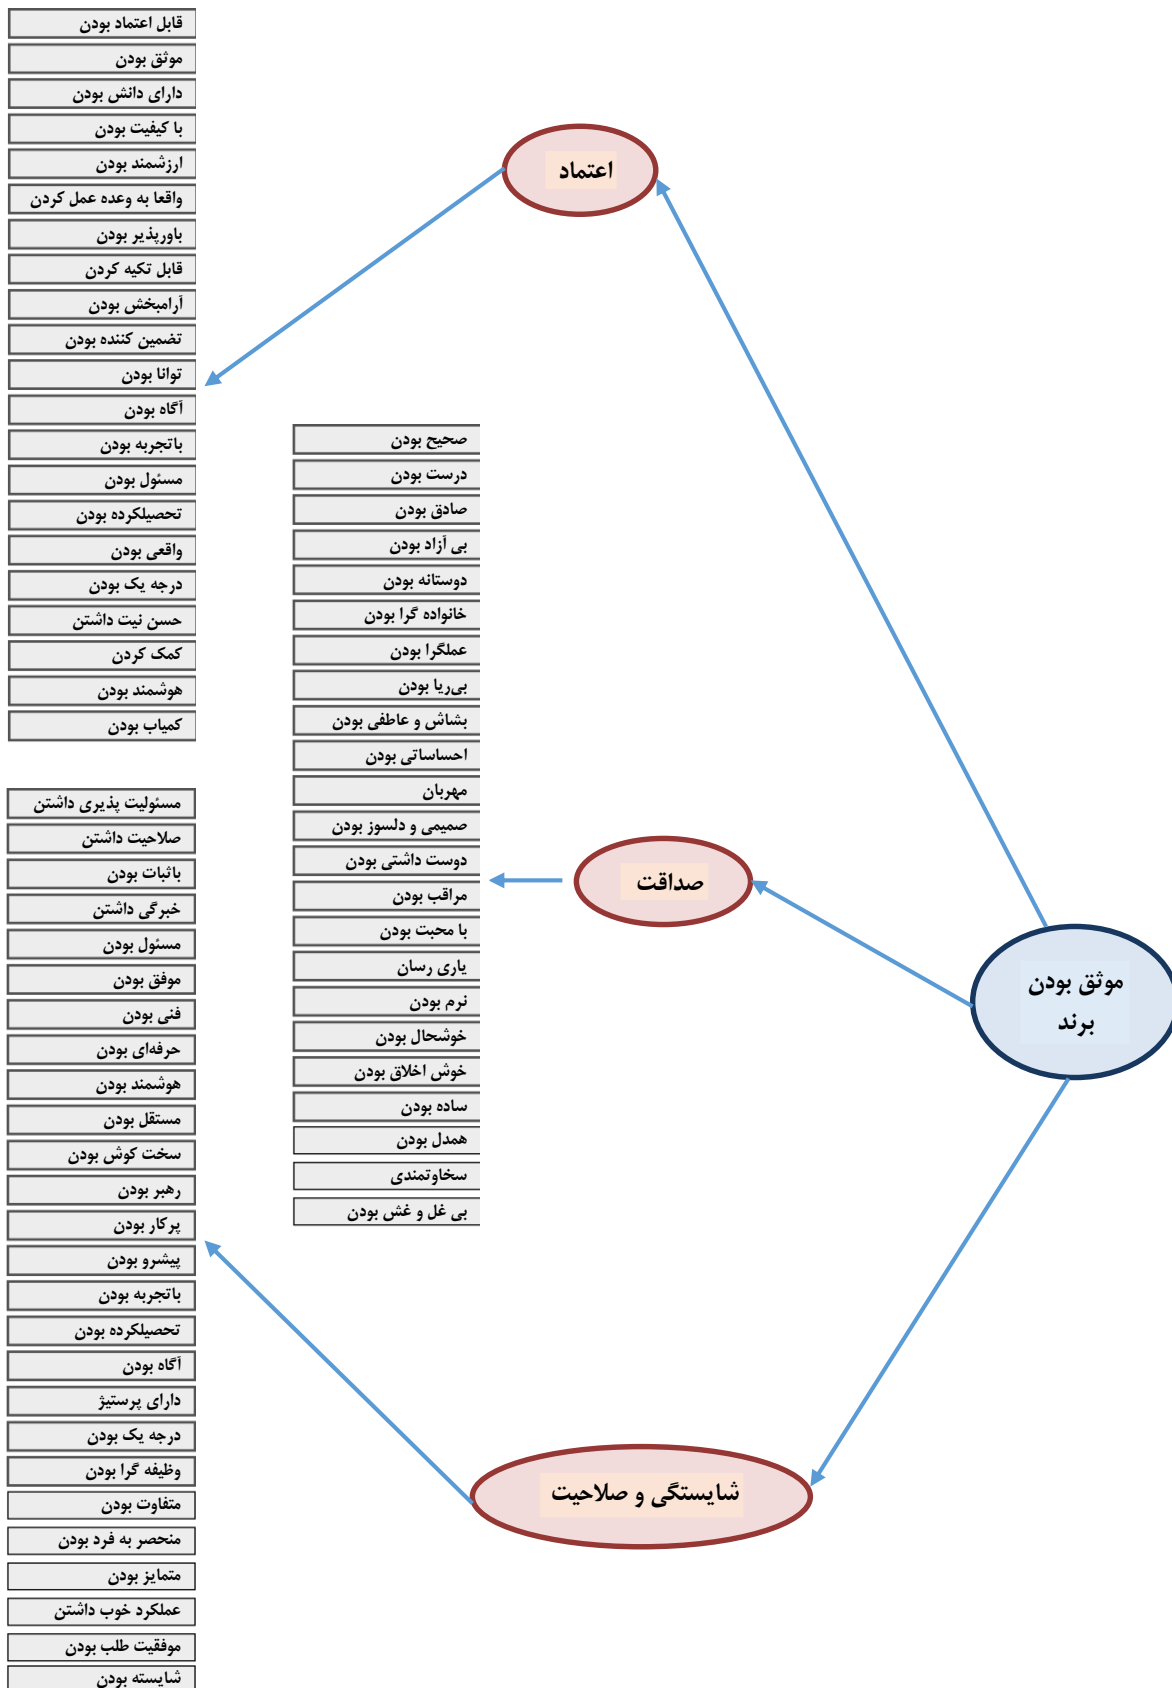 قابل اعتماد بودن
موثق بودن
دارای دانش بودن
با کیفیت بودن
ارزشمند بودن
واقعا به وعده عمل کردن
باورپذیر بودن
قابل تکیه کردن
آرامبخش بودن
تضمین کننده بودن
توانا بودن
آگاه بودن
باتجربه بودن
مسئول بودن
تحصیلکرده بودن
واقعی بودن
درجه یک بودن
حسن نیت داشتن
کمک کردن
هوشمند بودن
کمیاب بودن
اعتماد
صحیح بودن
درست بودن
صادق بودن
بی آزاد بودن
دوستانه بودن
خانواده گرا بودن
عملگرا بودن
بی‌ریا بودن
بشاش و عاطفی بودن
احساساتی بودن
مهربان
صمیمی و دلسوز بودن
دوست داشتی بودن
مراقب بودن
با محبت بودن
یاری رسان
نرم بودن
خوشحال بودن
خوش اخلاق بودن
ساده بودن
همدل بودن
سخاوتمندی
بی غل و غش بودن
صداقت
موثق بودن
برند
مسئولیت پذیری داشتن
صلاحیت داشتن
باثبات بودن
خبرگی داشتن
مسئول بودن
موفق بودن
فنی بودن
حرفه‌ای بودن
هوشمند بودن
مستقل بودن
سخت کوش بودن
رهبر بودن
پرکار بودن
پیشرو بودن
باتجربه بودن
تحصیلکرده بودن
آگاه بودن
دارای پرستیژ
درجه یک بودن
وظیفه گرا بودن
متفاوت بودن
منحصر به فرد بودن
متمایز بودن
عملکرد خوب داشتن
موفقیت طلب بودن
شایسته بودن
شایستگی و صلاحیت